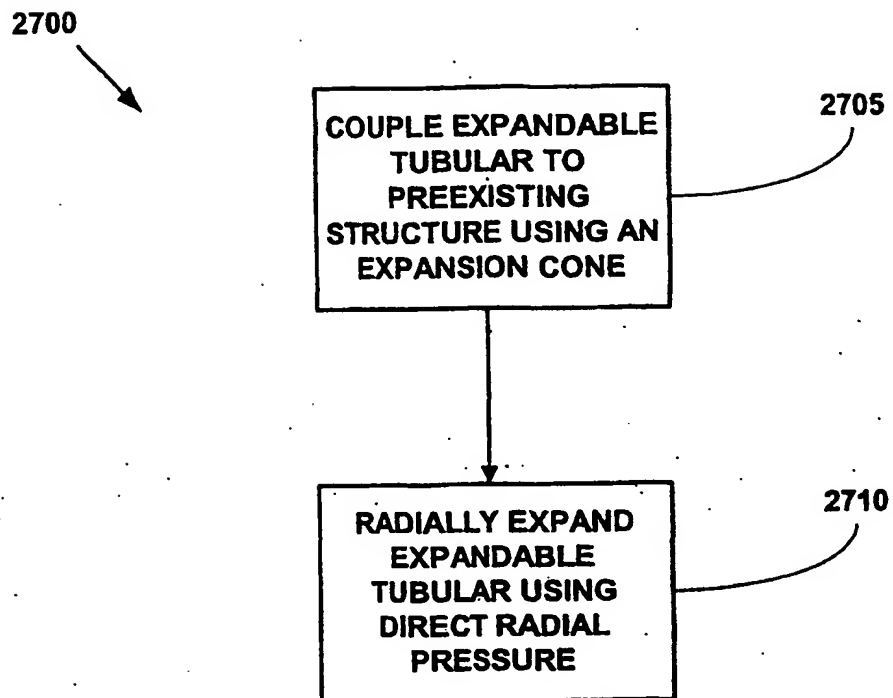 2700
COUPLE EXPANDABLE
TUBULAR TO
PREEXISTING
STRUCTURE USING AN
EXPANSION CONE
2705
RADIALLY EXPAND
EXPANDABLE
TUBULAR USING
DIRECT RADIAL
PRESSURE
2710